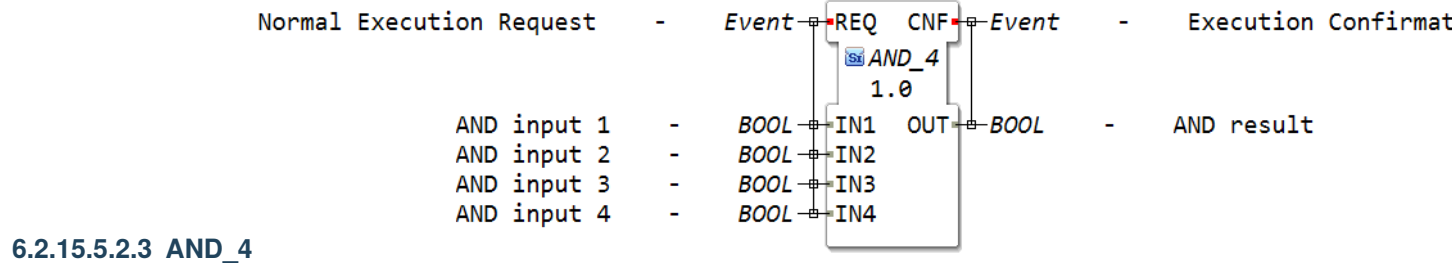 Normal Execution Request - Event REQ CNF Event - Execution Confirmat
AND_4
1.0
AND input 1 - BOOL IN1 OUT BOOL - AND result
AND input 2 - BOOL IN2
AND input 3 - BOOL IN3
AND input 4 - BOOL IN4
6.2.15.5.2.3 AND_4